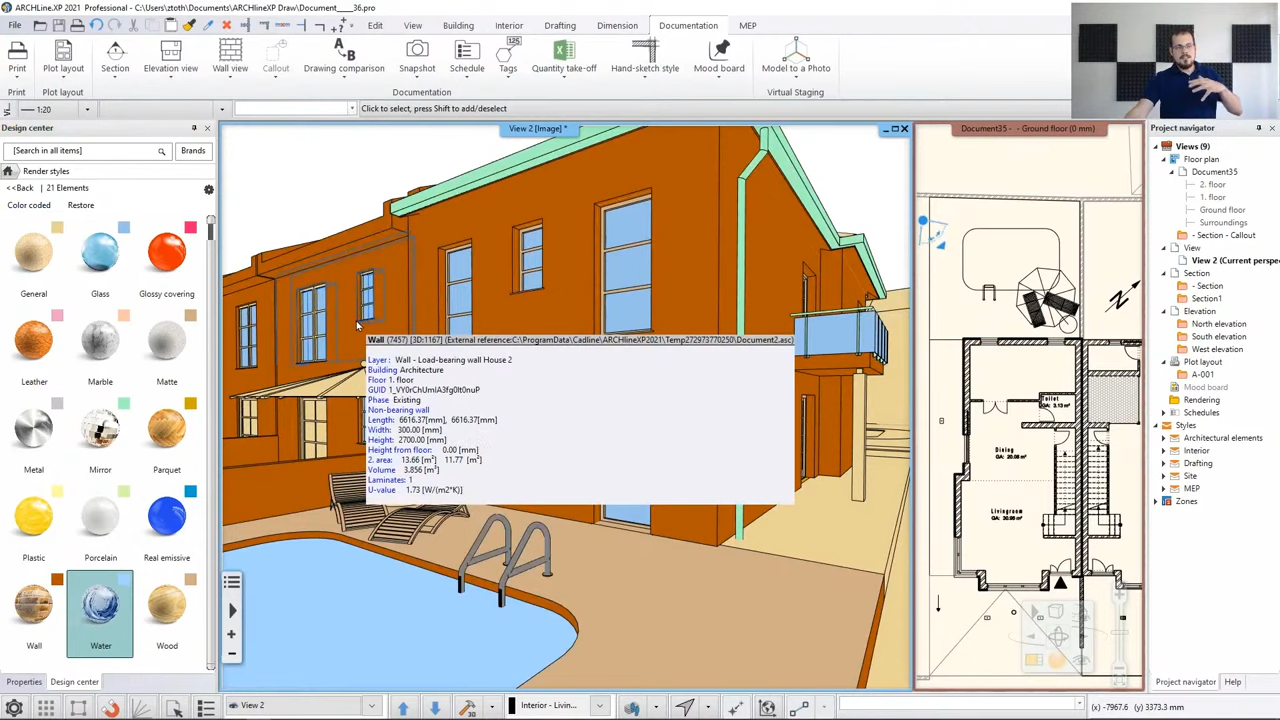 ARCHLine.XP 2021 Professional - C:\Users\ztoth\Documents\ARCHlineXP Draw\Document____36.pro
File
Edit View Building Interior Drafting Dimension Documentation MEP
Print Plot layout Section Elevation view Wall view Callout Drawing comparison Snapshot Schedule Tags Quantity take-off Hand-sketch style Mood board Model to a Photo
Print Plot layout Documentation Virtual Staging
1:20
Click to select, press Shift to add/deselect
Design center
[Search in all items]
Brands
Render styles
<<Back | 21 Elements
Color coded Restore
General Glass Glossy covering
Leather Marble Matte
Metal Mirror Parquet
Plastic Porcelain Real emissive
Wall Water Wood
Properties Design center
View 2 [Image] *
Wall (7457) [3D:1167] (External reference:C:\ProgramData\Cadline\ARCHlineXP2021\Temp272973770250\Document2.asc)
Layer : Wall - Load-bearing wall House 2
Building Architecture
Floor 1. floor
Phase Existing
Non-bearing wall
Length: 6616.37[mm], 6616.37[mm]
Width: 300.00 [mm]
Height: 2700.00 [mm]
Height from floor: 0.00 [mm]
2. area: 13.66 [m²] 11.77 [m²]
Volume 3.856 [m³]
Laminates: 1
U-value 1.73 [W/(m2*K)]
Document35 - - Ground floor (0 mm)
N
Toilet
GA: 3.13 m²
Dining
Livingroom
Project navigator
Views (9)
Floor plan
Document35
2. floor
1. floor
Ground floor
Surroundings
- Section - Callout
View
View 2 (Current perspe
Section
- Section
Section1
Elevation
North elevation
South elevation
West elevation
Plot layout
A-001
Mood board
Rendering
Schedules
Styles
Architectural elements
Interior
Drafting
Site
MEP
Zones
Project navigator Help
View 2
Interior - Livin...
(x) -7967.6 (y) 3373.3 mm